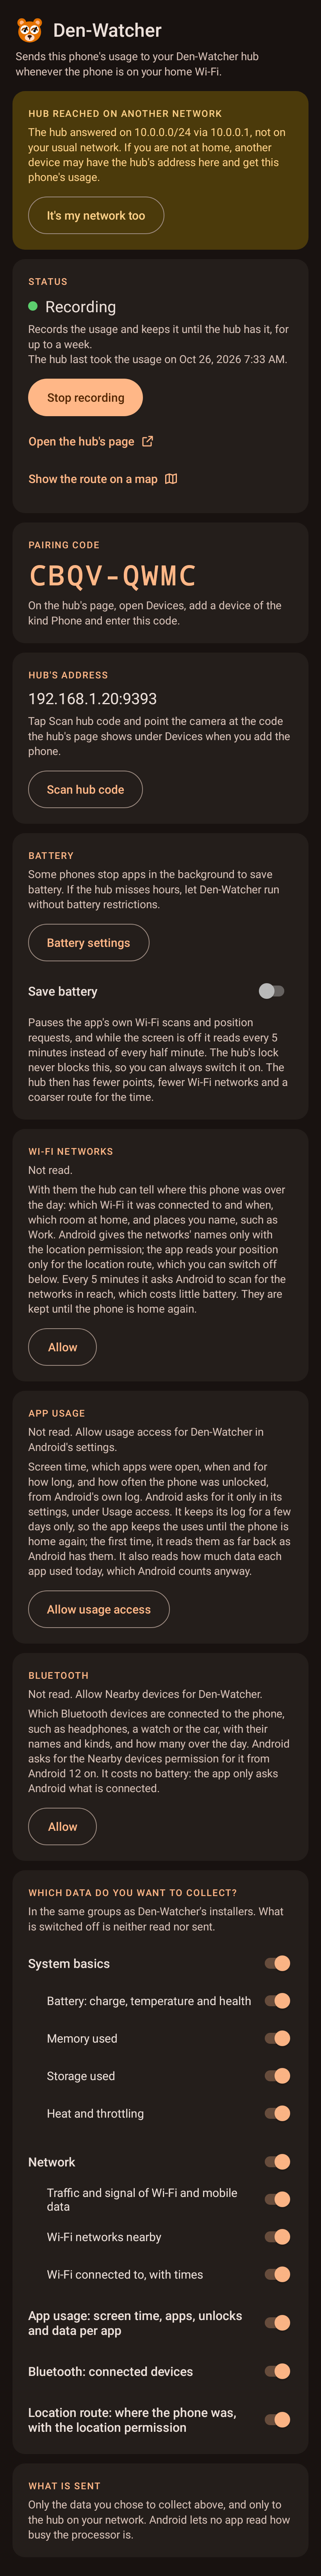 Den-Watcher
Sends this phone's usage to your Den-Watcher hub
whenever the phone is on your home Wi-Fi.
HUB REACHED ON ANOTHER NETWORK
The hub answered on 10.0.0.0/24 via 10.0.0.1, not on
your usual network. If you are not at home, another
device may have the hub's address here and get this
phone's usage.
It's my network too
STATUS
Recording
Records the usage and keeps it until the hub has it, for
up to a week.
The hub last took the usage on Oct 26, 2026 7:33 AM.
Stop recording
Open the hub's page
Show the route on a map
PAIRING CODE
CBQV-QWMC
On the hub's page, open Devices, add a device of the
kind Phone and enter this code.
HUB'S ADDRESS
192.168.1.20:9393
Tap Scan hub code and point the camera at the code
the hub's page shows under Devices when you add the
phone.
Scan hub code
BATTERY
Some phones stop apps in the background to save
battery. If the hub misses hours, let Den-Watcher run
without battery restrictions.
Battery settings
Save battery
Pauses the app's own Wi-Fi scans and position
requests, and while the screen is off it reads every 5
minutes instead of every half minute. The hub's lock
never blocks this, so you can always switch it on. The
hub then has fewer points, fewer Wi-Fi networks and a
coarser route for the time.
WI-FI NETWORKS
Not read.
With them the hub can tell where this phone was over
the day: which Wi-Fi it was connected to and when,
which room at home, and places you name, such as
Work. Android gives the networks' names only with
the location permission; the app reads your position
only for the location route, which you can switch off
below. Every 5 minutes it asks Android to scan for the
networks in reach, which costs little battery. They are
kept until the phone is home again.
Allow
APP USAGE
Not read. Allow usage access for Den-Watcher in
Android's settings.
Screen time, which apps were open, when and for
how long, and how often the phone was unlocked,
from Android's own log. Android asks for it only in its
settings, under Usage access. It keeps its log for a few
days only, so the app keeps the uses until the phone is
home again; the first time, it reads them as far back as
Android has them. It also reads how much data each
app used today, which Android counts anyway.
Allow usage access
BLUETOOTH
Not read. Allow Nearby devices for Den-Watcher.
Which Bluetooth devices are connected to the phone,
such as headphones, a watch or the car, with their
names and kinds, and how many over the day. Android
asks for the Nearby devices permission for it from
Android 12 on. It costs no battery: the app only asks
Android what is connected.
Allow
WHICH DATA DO YOU WANT TO COLLECT?
In the same groups as Den-Watcher's installers. What
is switched off is neither read nor sent.
System basics
Battery: charge, temperature and health
Memory used
Storage used
Heat and throttling
Network
Traffic and signal of Wi-Fi and mobile
data
Wi-Fi networks nearby
Wi-Fi connected to, with times
App usage: screen time, apps, unlocks
and data per app
Bluetooth: connected devices
Location route: where the phone was,
with the location permission
WHAT IS SENT
Only the data you chose to collect above, and only to
the hub on your network. Android lets no app read how
busy the processor is.